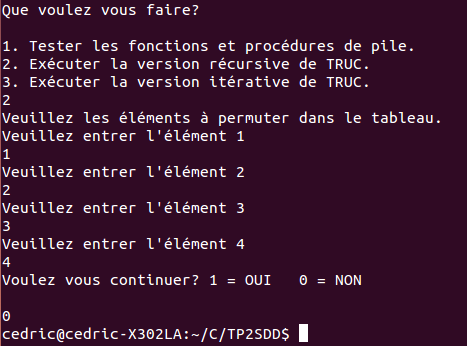 Que voulez vous faire?
1. Tester les fonctions et procédures de pile.
2. Exécuter la version récursive de TRUC.
3. Exécuter la version itérative de TRUC.
2
Veuillez les éléments à permuter dans le tableau.
Veuillez entrer l'élément 1
1
Veuillez entrer l'élément 2
2
Veuillez entrer l'élément 3
3
Veuillez entrer l'élément 4
4
Voulez vous continuer? 1 = OUI   0 = NON
0
cedric@cedric-X302LA:~/C/TP2SDD$